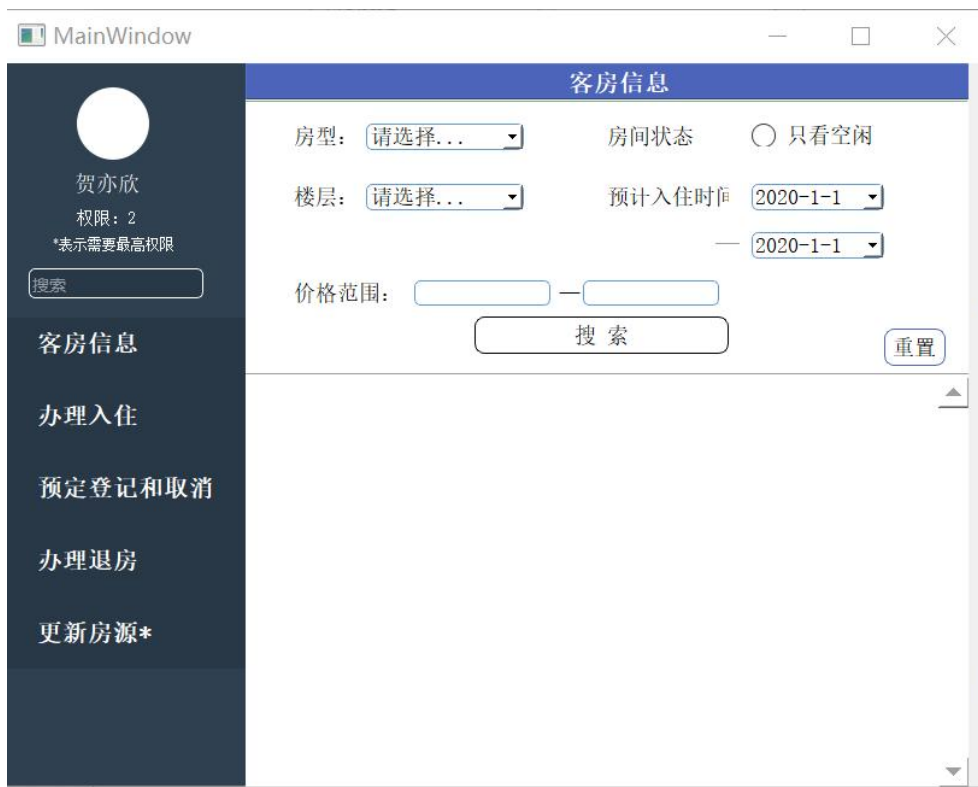 MainWindow
贺亦欣
权限：2
*表示需要最高权限
搜索
客房信息
办理入住
预定登记和取消
办理退房
更新房源*
客房信息
房型： 请选择... 房间状态 只看空闲
楼层： 请选择... 预计入住时间 2020-1-1
— 2020-1-1
价格范围： —
搜 索
重置